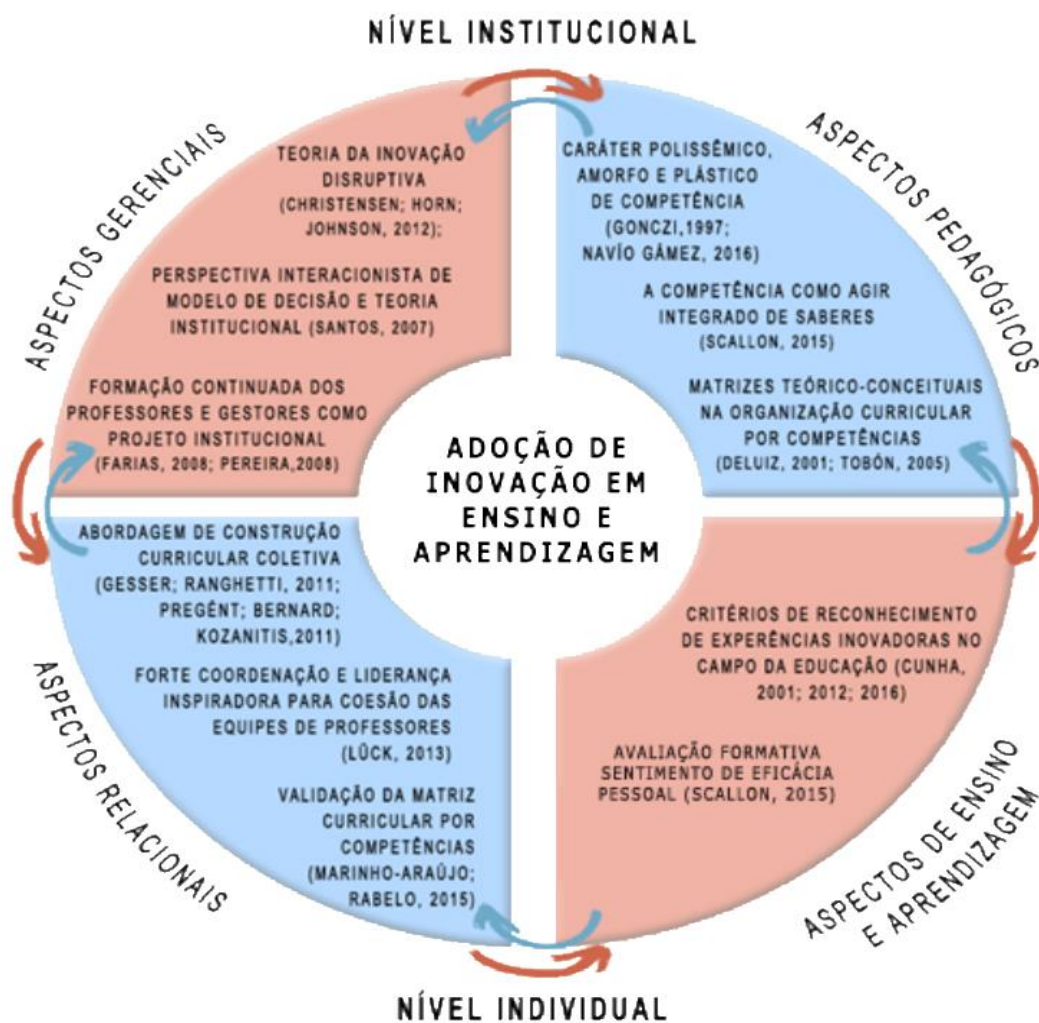 NÍVEL INSTITUCIONAL
ASPECTOS GERENCIAIS
TEORIA DA INOVAÇÃO
DISRUPTIVA
(CHRISTENSEN; HORN;
JOHNSON, 2012);
PERSPECTIVA INTERACIONISTA DE
MODELO DE DECISÃO E TEORIA
INSTITUCIONAL (SANTOS, 2007)
FORMAÇÃO CONTINUADA DOS
PROFESSORES E GESTORES COMO
PROJETO INSTITUCIONAL
(FARIAS, 2008; PEREIRA,2008)
ASPECTOS PEDAGÓGICOS
CARÁTER POLISSÊMICO,
AMORFO E PLÁSTICO
DE COMPETÊNCIA
(GONCZI,1997;
NAVÍO GÂMEZ, 2016)
A COMPETÊNCIA COMO AGIR
INTEGRADO DE SABERES
(SCALLON, 2015)
MATRIZES TEÓRICO-CONCEITUAIS
NA ORGANIZAÇÃO CURRICULAR
POR COMPETÊNCIAS
(DELUIZ, 2001; TOBÓN, 2005)
ADOÇÃO DE
INOVAÇÃO EM
ENSINO E
APRENDIZAGEM
ASPECTOS RELACIONAIS
ABORDAGEM DE CONSTRUÇÃO
CURRICULAR COLETIVA
(GESSER; RANGHETTI, 2011;
PREGÊNT; BERNARD;
KOZANITIS,2011)
FORTE COORDENAÇÃO E LIDERANÇA
INSPIRADORA PARA COESÃO DAS
EQUIPES DE PROFESSORES
(LÜCK, 2013)
VALIDAÇÃO DA MATRIZ
CURRICULAR POR
COMPETÊNCIAS
(MARINHO-ARAÚJO;
RABELO, 2015)
CRITÉRIOS DE RECONHECIMENTO
DE EXPERÊNCIAS INOVADORAS NO
CAMPO DA EDUCAÇÃO (CUNHA,
2001; 2012; 2016)
AVALIAÇÃO FORMATIVA
SENTIMENTO DE EFICÁCIA
PESSOAL (SCALLON, 2015)
ASPECTOS DE ENSINO
E APRENDIZAGEM
NÍVEL INDIVIDUAL